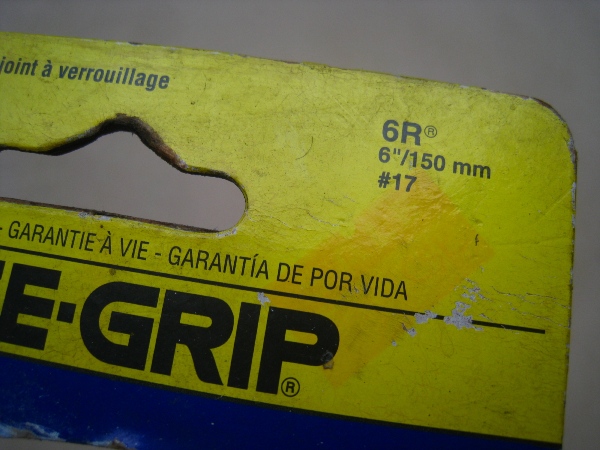 joint à verrouillage
6R®
6"/150 mm
#17
- GARANTIE À VIE - GARANTÍA DE POR VIDA
E-GRIP®